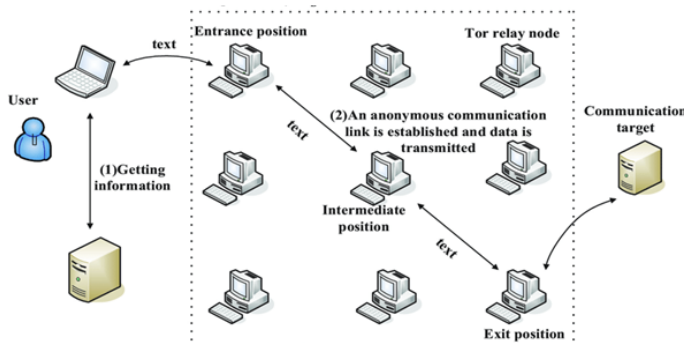 text
Entrance position
Tor relay node
User
(1)Getting
information
text
(2)An anonymous communication
link is established and data is
transmitted
Communication
target
Intermediate
position
text
Exit position